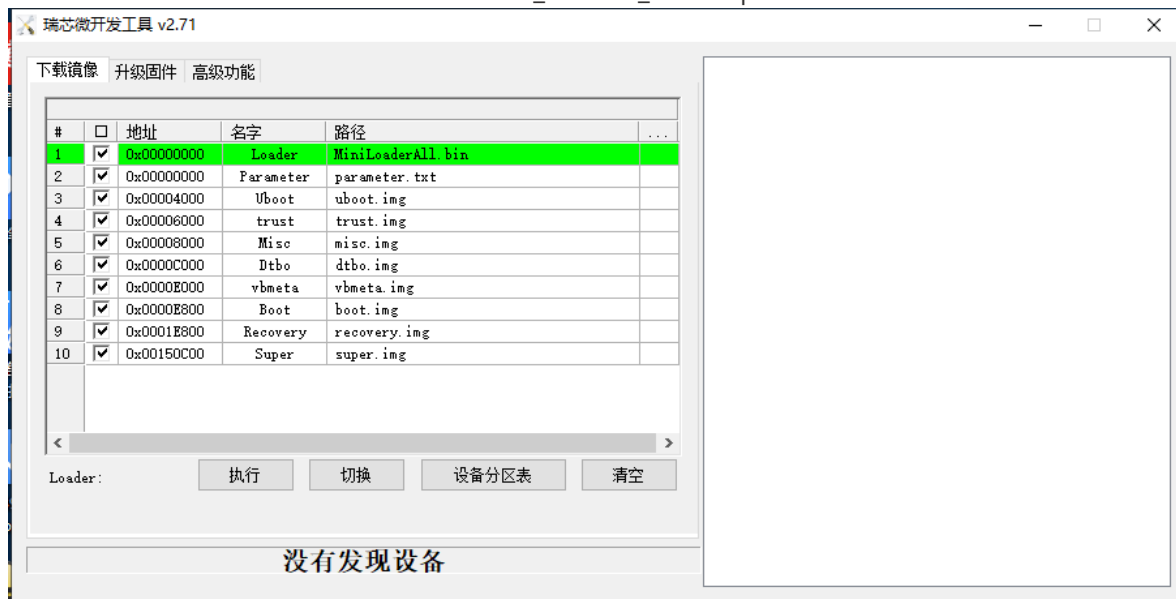 瑞芯微开发工具 v2.71
下载镜像 升级固件 高级功能
# 地址 名字 路径 ...
1 0x00000000 Loader MiniLoaderAll.bin
2 0x00000000 Parameter parameter.txt
3 0x00004000 Uboot uboot.img
4 0x00006000 trust trust.img
5 0x00008000 Misc misc.img
6 0x0000C000 Dtbo dtbo.img
7 0x0000E000 vbmeta vbmeta.img
8 0x0000E800 Boot boot.img
9 0x0001E800 Recovery recovery.img
10 0x00150C00 Super super.img
Loader: 执行 切换 设备分区表 清空
没有发现设备